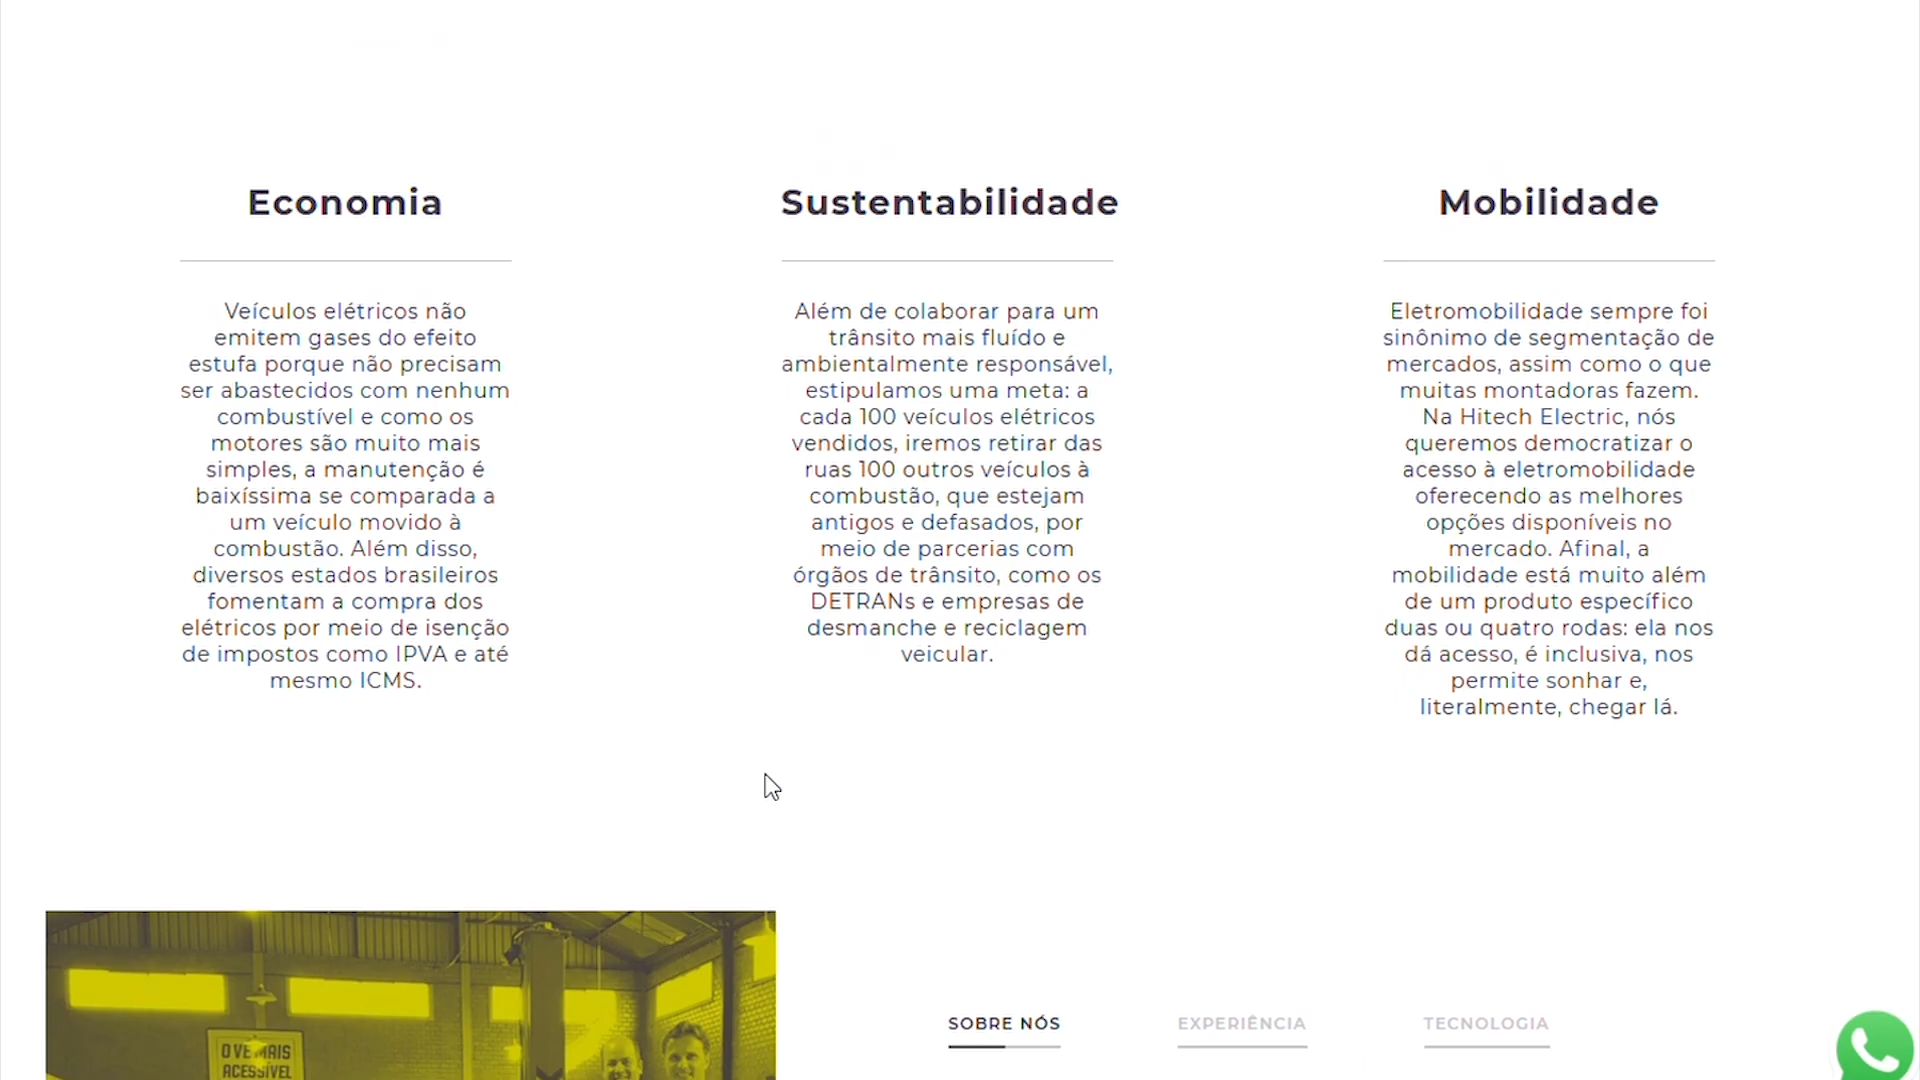 Economia
Veículos elétricos não
emitem gases do efeito
estufa porque não precisam
ser abastecidos com nenhum
combustível e como os
motores são muito mais
simples, a manutenção é
baixíssima se comparada a
um veículo movido à
combustão. Além disso,
diversos estados brasileiros
fomentam a compra dos
elétricos por meio de isenção
de impostos como IPVA e até
mesmo ICMS.
Sustentabilidade
Além de colaborar para um
trânsito mais fluído e
ambientalmente responsável,
estipulamos uma meta: a
cada 100 veículos elétricos
vendidos, iremos retirar das
ruas 100 outros veículos à
combustão, que estejam
antigos e defasados, por
meio de parcerias com
órgãos de trânsito, como os
DETRANs e empresas de
desmanche e reciclagem
veicular.
Mobilidade
Eletromobilidade sempre foi
sinônimo de segmentação de
mercados, assim como o que
muitas montadoras fazem.
Na Hitech Electric, nós
queremos democratizar o
acesso à eletromobilidade
oferecendo as melhores
opções disponíveis no
mercado. Afinal, a
mobilidade está muito além
de um produto específico
duas ou quatro rodas: ela nos
dá acesso, é inclusiva, nos
permite sonhar e,
literalmente, chegar lá.
O VE MAIS
ACESSÍVEL
SOBRE NÓS
EXPERIÊNCIA
TECNOLOGIA